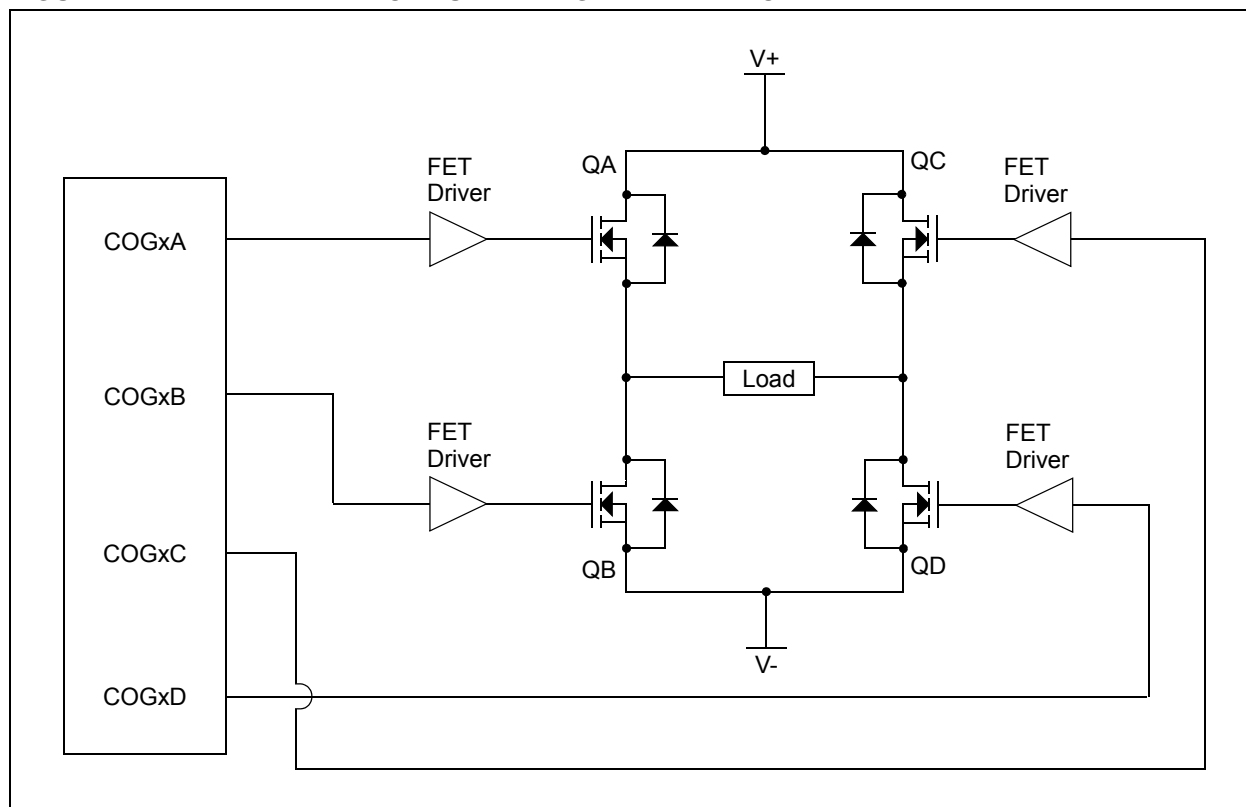 V+
QA
QC
FET
Driver
FET
Driver
COGxA
Load
COGxB
FET
Driver
FET
Driver
COGxC
QB
QD
V-
COGxD